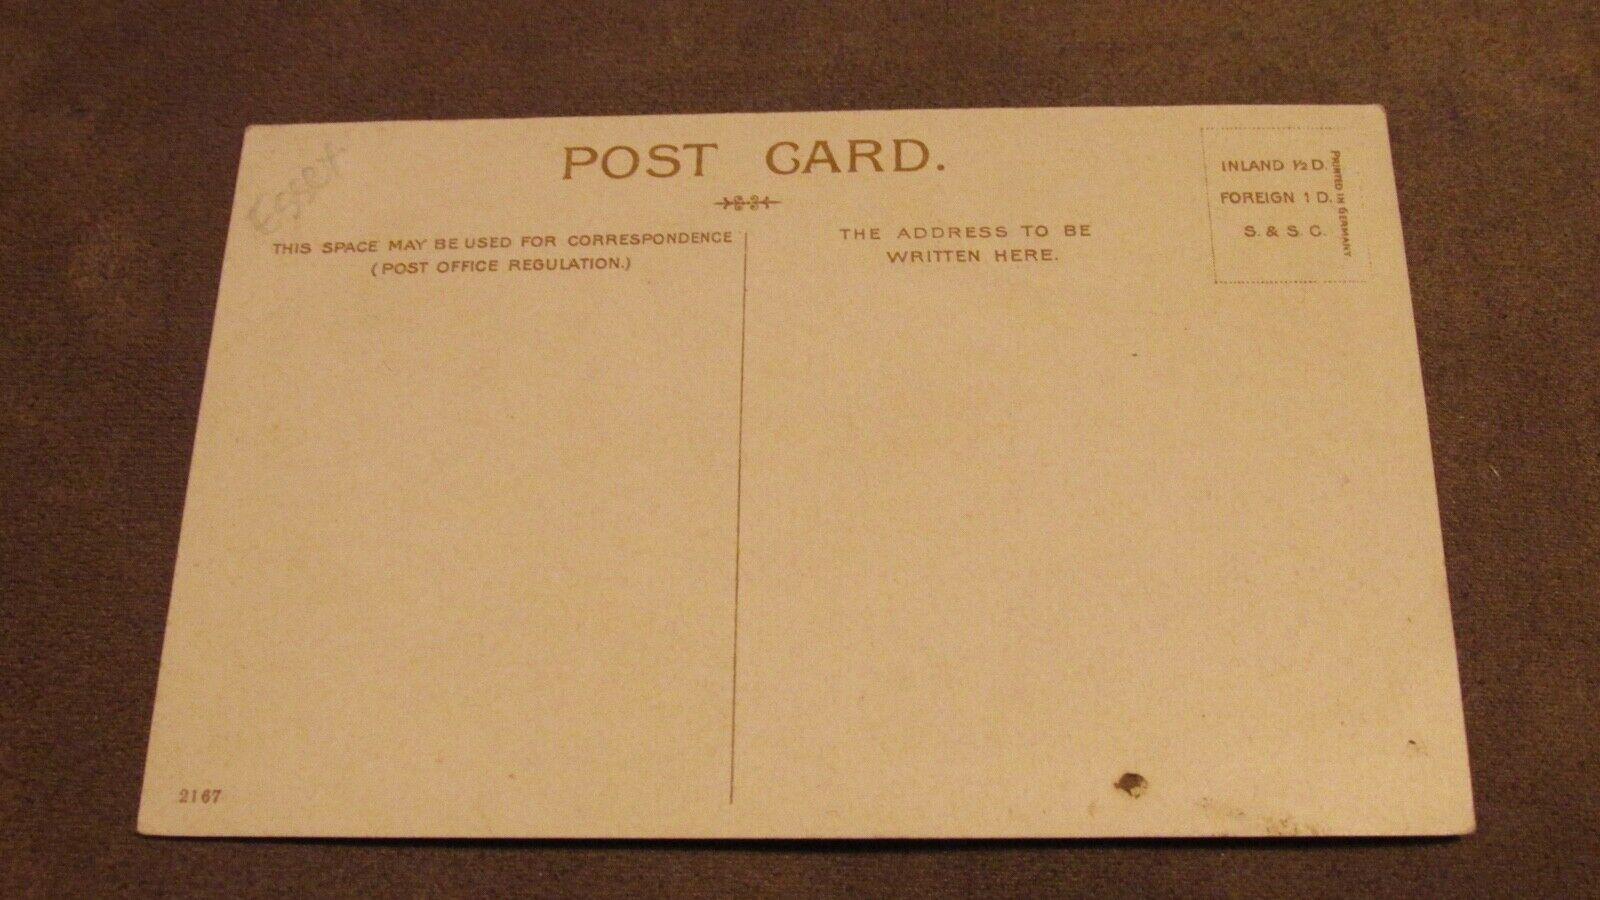 Essex
POST CARD.
THIS SPACE MAY BE USED FOR CORRESPONDENCE
(POST OFFICE REGULATION.)
THE ADDRESS TO BE
WRITTEN HERE.
INLAND ½ D.
FOREIGN 1 D.
S. & S. C.
PRINTED IN GERMANY
2167